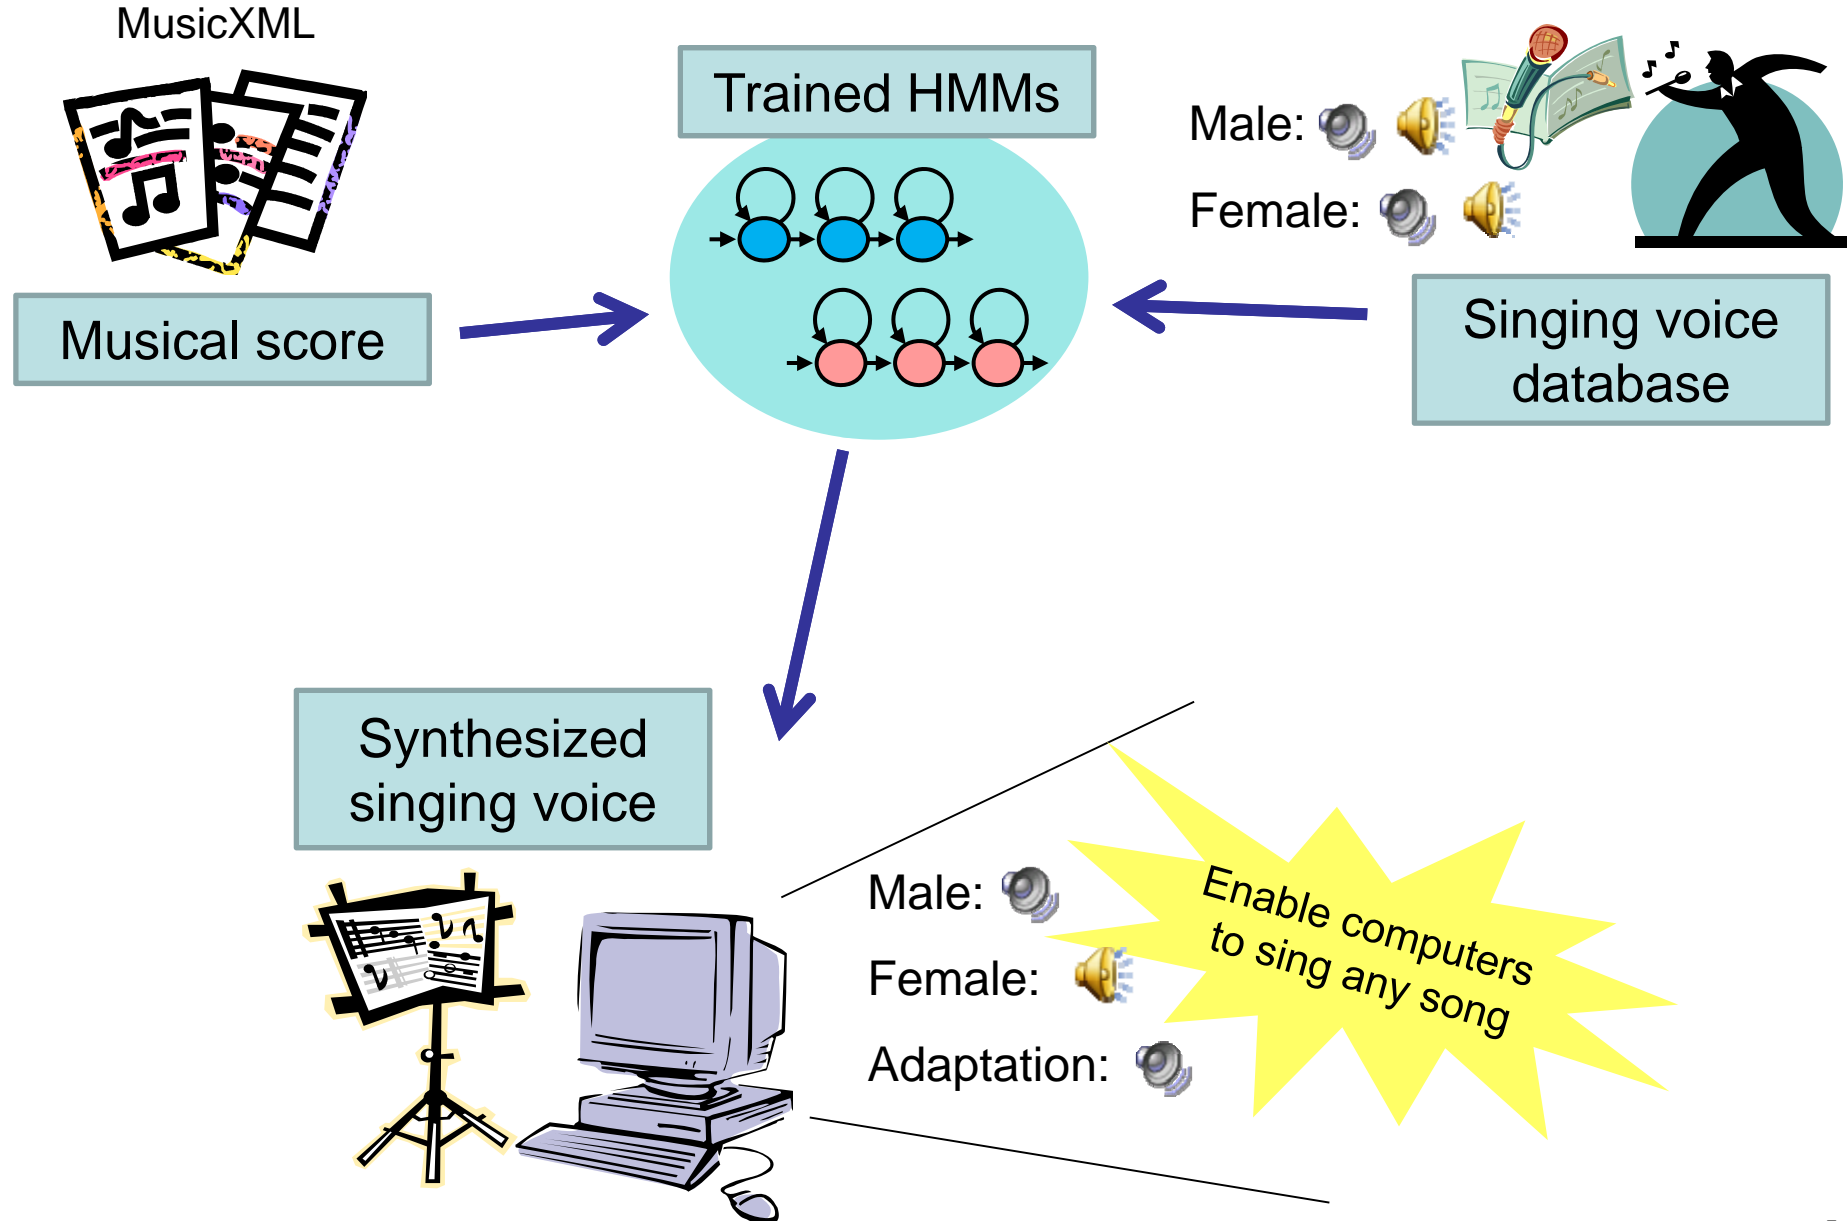 MusicXML
Trained HMMs
Male:
Female:
Musical score
Singing voice
database
Synthesized
singing voice
Male:
Female:
Adaptation:
Enable computers
to sing any song